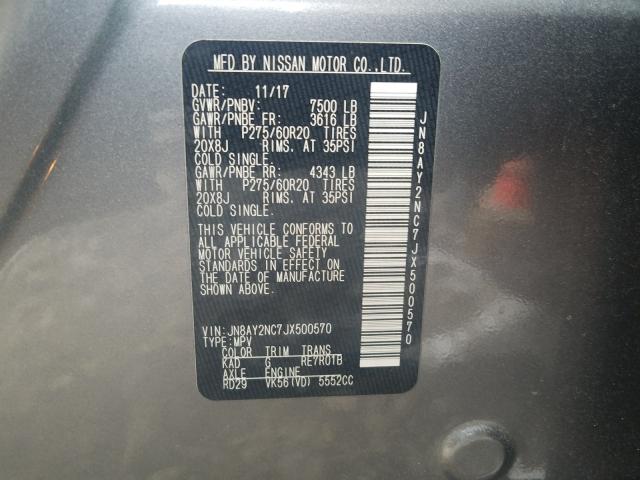 MFD BY NISSAN MOTOR CO.,LTD.
DATE: 11/17
GVWR/PNBV: 7500 LB
GAWR/PNBE FR: 3616 LB
WITH P275/60R20 TIRES
20X8J RIMS. AT 35PSI
COLD SINGLE.
GAWR/PNBE RR: 4343 LB
WITH P275/60R20 TIRES
20X8J RIMS. AT 35PSI
COLD SINGLE.
THIS VEHICLE CONFORMS TO
ALL APPLICABLE FEDERAL
MOTOR VEHICLE SAFETY
STANDARDS IN EFFECT ON
THE DATE OF MANUFACTURE
SHOWN ABOVE.
VIN: JN8AY2NC7JX500570
TYPE: MPV
COLOR TRIM TRANS
KAD G RE7R01B
AXLE ENGINE
RD29 VK56(VD) 5552CC
JN8AY2NC7JX500570